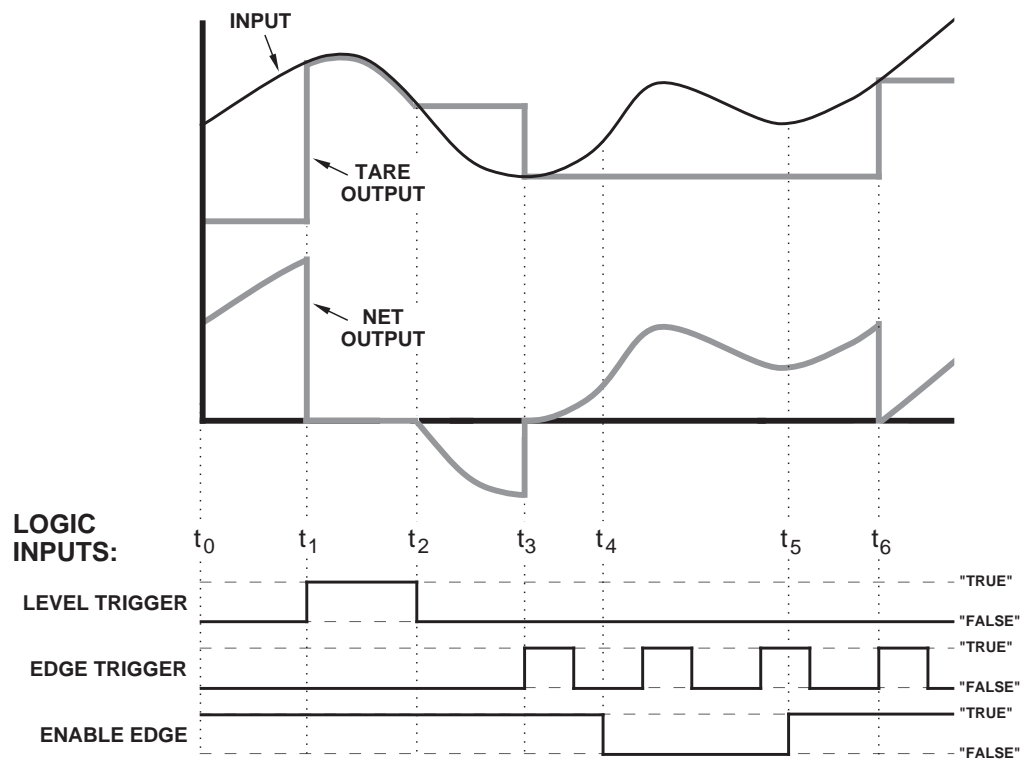 INPUT
TARE
OUTPUT
NET
OUTPUT
LOGIC
INPUTS:
t0 t1 t2 t3 t4 t5 t6
LEVEL TRIGGER
"TRUE"
"FALSE"
EDGE TRIGGER
"TRUE"
"FALSE"
ENABLE EDGE
"TRUE"
"FALSE"